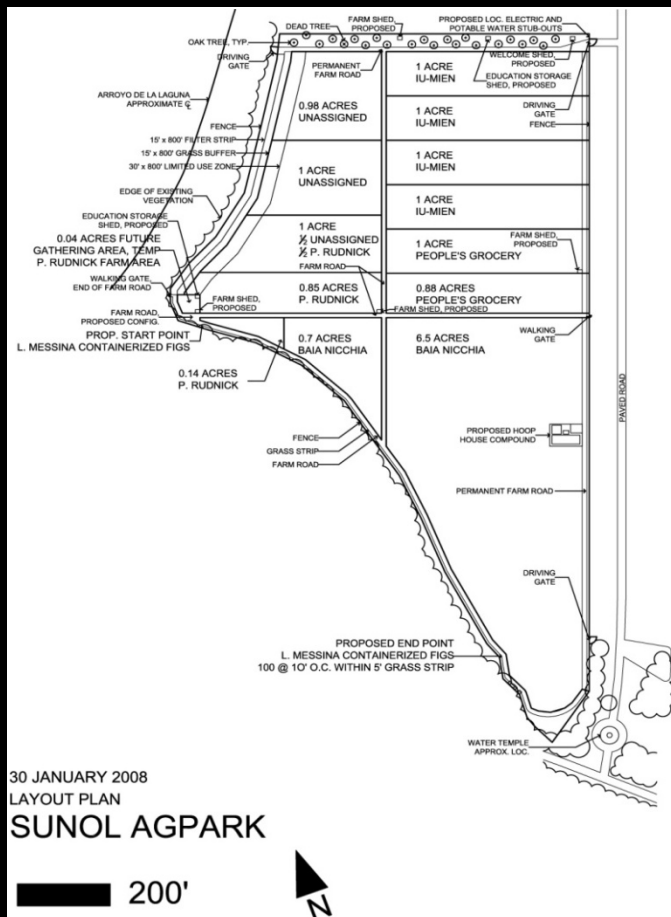 FARM SHED,
PROPOSED
PROPOSED LOC. ELECTRIC AND
POTABLE WATER STUB-OUTS
DEAD TREE
OAK TREE, TYP.
DRIVING
GATE
PERMANENT
FARM ROAD
WELCOME SHED,
PROPOSED
EDUCATION STORAGE
SHED, PROPOSED
1 ACRE
IU-MIEN
ARROYO DE LA LAGUNA
APPROXIMATE ℄
0.98 ACRES
UNASSIGNED
DRIVING
GATE
FENCE
1 ACRE
IU-MIEN
FENCE
15' x 800' FILTER STRIP
15' x 800' GRASS BUFFER
30' x 800' LIMITED USE ZONE
1 ACRE
IU-MIEN
1 ACRE
UNASSIGNED
EDGE OF EXISTING
VEGETATION
1 ACRE
IU-MIEN
EDUCATION STORAGE
SHED, PROPOSED
0.04 ACRES FUTURE
GATHERING AREA, TEMP
P. RUDNICK FARM AREA
1 ACRE
½ UNASSIGNED
½ P. RUDNICK
FARM ROAD
1 ACRE
PEOPLE'S GROCERY
FARM SHED,
PROPOSED
WALKING GATE,
END OF FARM ROAD
0.85 ACRES
P. RUDNICK
0.88 ACRES
PEOPLE'S GROCERY
FARM SHED,
PROPOSED
FARM SHED, PROPOSED
FARM ROAD,
PROPOSED CONFIG.
PROP. START POINT
L. MESSINA CONTAINERIZED FIGS
0.7 ACRES
BAIA NICCHIA
6.5 ACRES
BAIA NICCHIA
WALKING
GATE
0.14 ACRES
P. RUDNICK
PAVED ROAD
FENCE
GRASS STRIP
FARM ROAD
PROPOSED HOOP
HOUSE COMPOUND
PERMANENT FARM ROAD
DRIVING
GATE
PROPOSED END POINT
L. MESSINA CONTAINERIZED FIGS
100 @ 10' O.C. WITHIN 5' GRASS STRIP
WATER TEMPLE
APPROX. LOC.
30 JANUARY 2008
LAYOUT PLAN
SUNOL AGPARK
200'
N